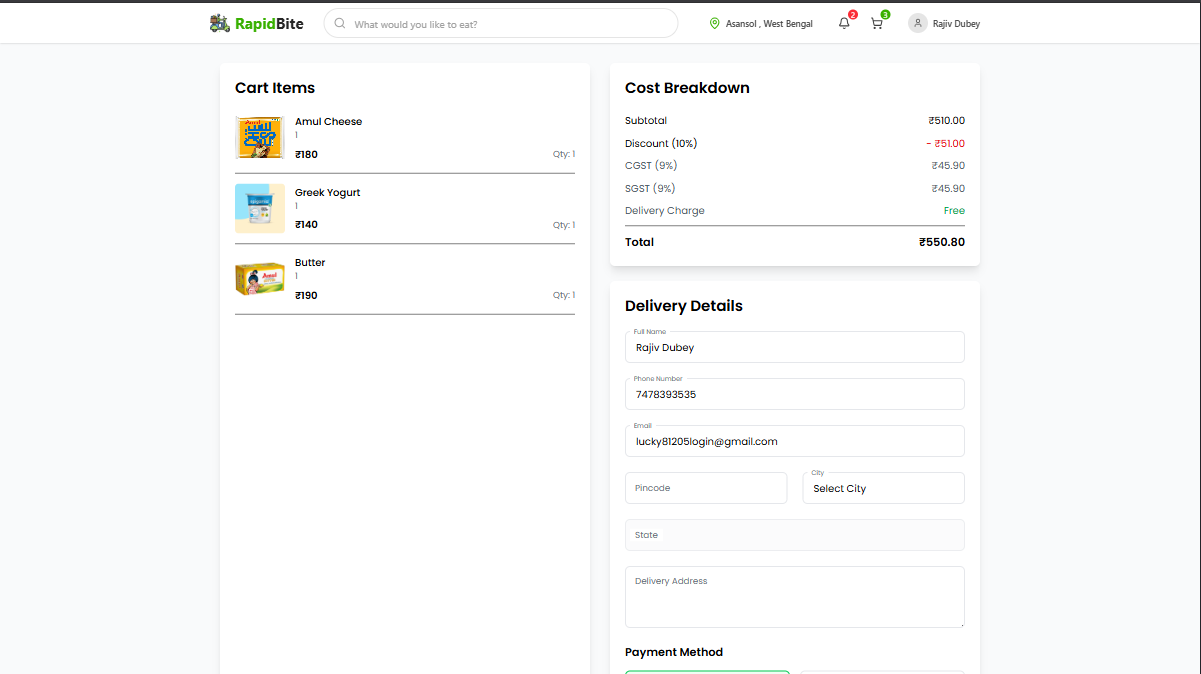 RapidBite
What would you like to eat?
Asansol , West Bengal
2
3
Rajiv Dubey
Cart Items
Amul Cheese
1
₹180
Qty: 1
Greek Yogurt
1
₹140
Qty: 1
Butter
1
₹190
Qty: 1
Cost Breakdown
Subtotal ₹510.00
Discount (10%) - ₹51.00
CGST (9%) ₹45.90
SGST (9%) ₹45.90
Delivery Charge Free
Total ₹550.80
Delivery Details
Full Name
Rajiv Dubey
Phone Number
7478393535
Email
lucky81205login@gmail.com
Pincode
City
Select City
State
Delivery Address
Payment Method